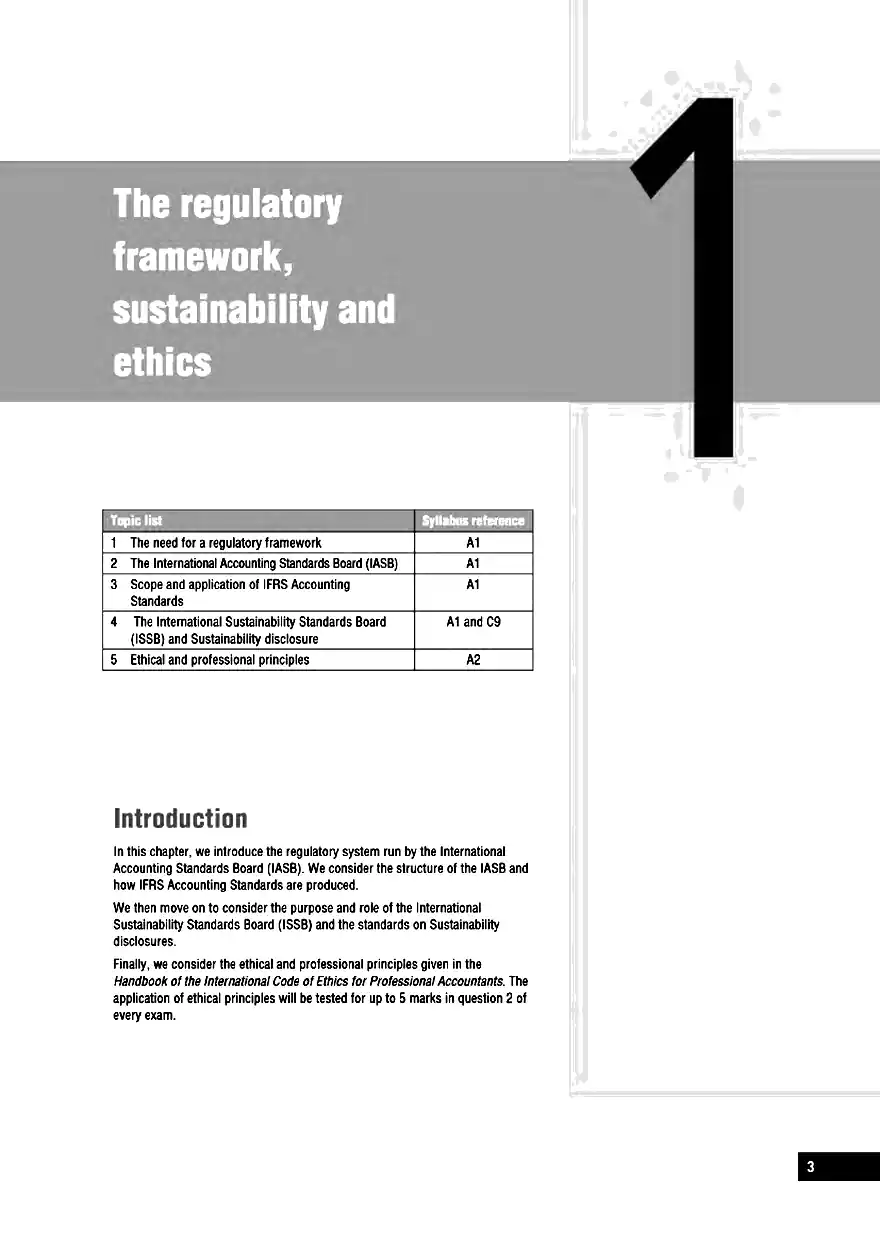 The regulatory
framework,
sustainability and
ethics
1
Topic list Syllabus reference
1 The need for a regulatory framework A1
2 The International Accounting Standards Board (IASB) A1
3 Scope and application of IFRS Accounting A1
Standards
4 The International Sustainability Standards Board A1 and C9
(ISSB) and Sustainability disclosure
5 Ethical and professional principles A2
Introduction
In this chapter, we introduce the regulatory system run by the International
Accounting Standards Board (IASB). We consider the structure of the IASB and
how IFRS Accounting Standards are produced.
We then move on to consider the purpose and role of the International
Sustainability Standards Board (ISSB) and the standards on Sustainability
disclosures.
Finally, we consider the ethical and professional principles given in the
Handbook of the International Code of Ethics for Professional Accountants. The
application of ethical principles will be tested for up to 5 marks in question 2 of
every exam.
3